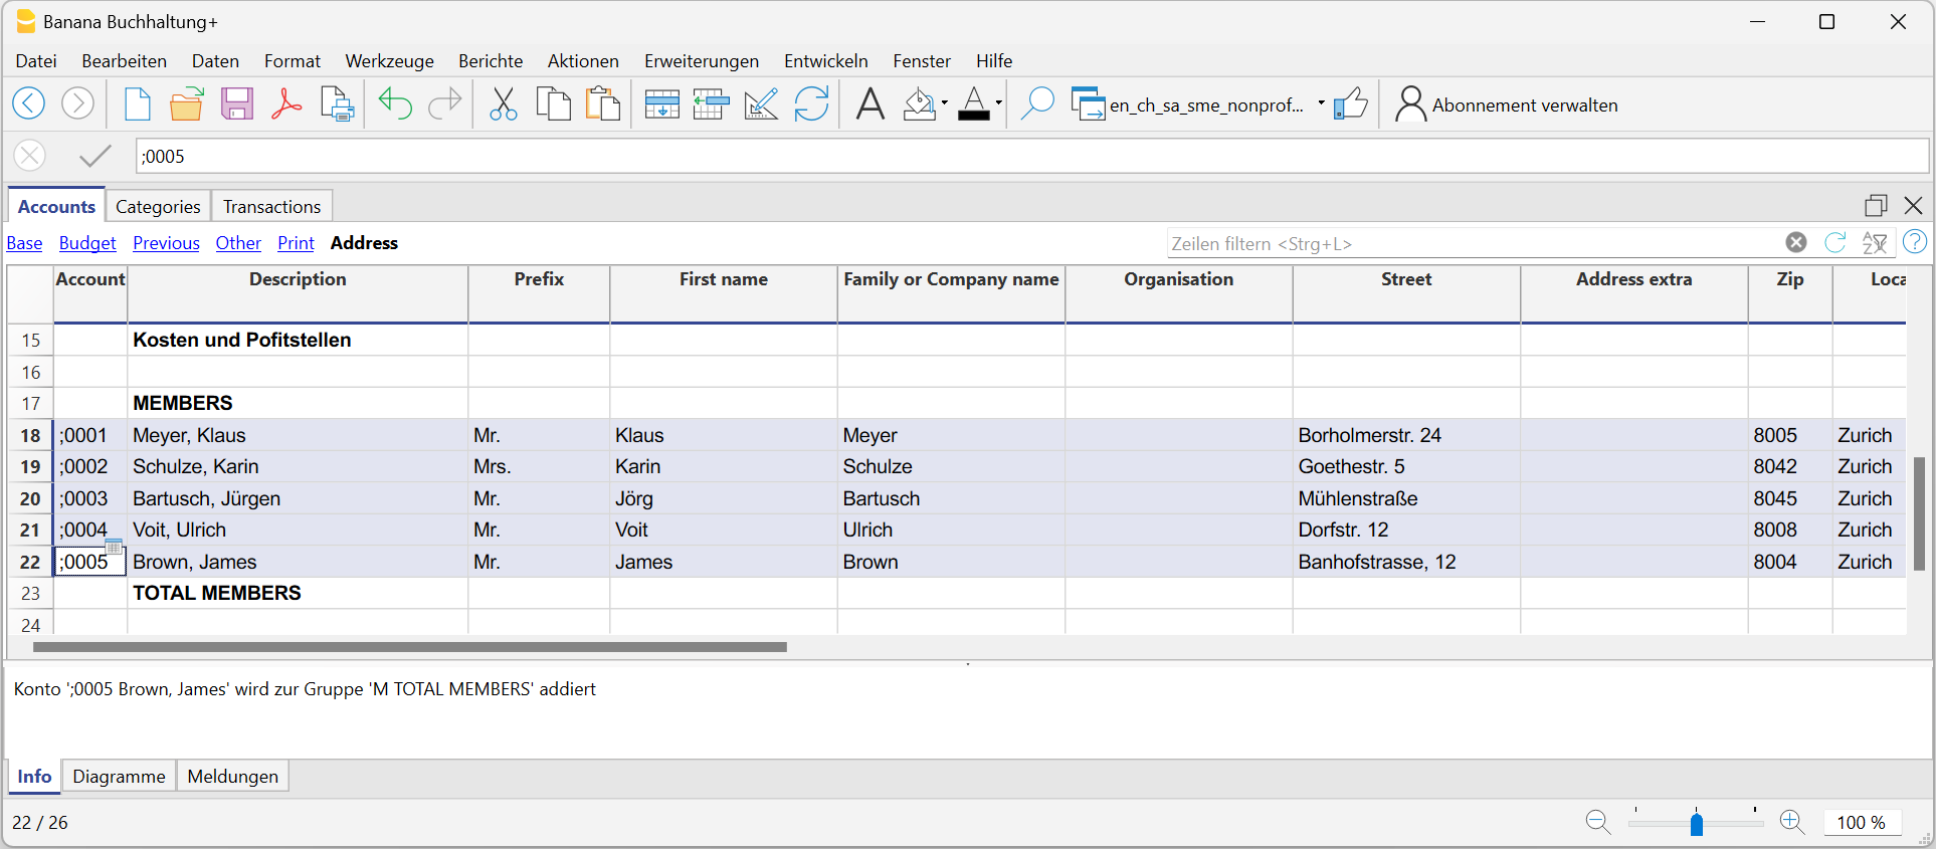 Banana Buchhaltung+
Datei Bearbeiten Daten Format Werkzeuge Berichte Aktionen Erweiterungen Entwickeln Fenster Hilfe
en_ch_sa_sme_nonprof... Abonnement verwalten
;0005
Accounts Categories Transactions
Base Budget Previous Other Print Address Zeilen filtern <Strg+L>
Account Description Prefix First name Family or Company name Organisation Street Address extra Zip Loca
15 Kosten und Pofitstellen
16
17 MEMBERS
18 ;0001 Meyer, Klaus Mr. Klaus Meyer Borholmerstr. 24 8005 Zurich
19 ;0002 Schulze, Karin Mrs. Karin Schulze Goethestr. 5 8042 Zurich
20 ;0003 Bartusch, Jürgen Mr. Jörg Bartusch Mühlenstraße 8045 Zurich
21 ;0004 Voit, Ulrich Mr. Voit Ulrich Dorfstr. 12 8008 Zurich
22 ;0005 Brown, James Mr. James Brown Banhofstrasse, 12 8004 Zurich
23 TOTAL MEMBERS
24
Konto ';0005 Brown, James' wird zur Gruppe 'M TOTAL MEMBERS' addiert
Info Diagramme Meldungen
22 / 26 100 %